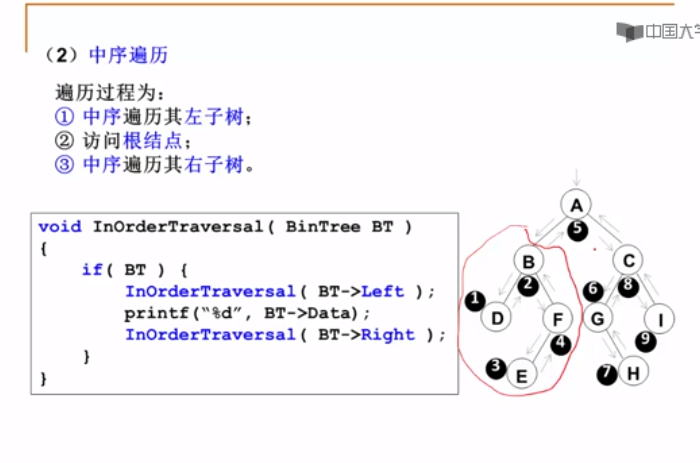 中国大学
（2）中序遍历
遍历过程为：
① 中序遍历其左子树；
② 访问根结点；
③ 中序遍历其右子树。
void InOrderTraversal( BinTree BT )
{
if( BT ) {
InOrderTraversal( BT->Left );
printf(“%d”, BT->Data);
InOrderTraversal( BT->Right );
}
}
A
5
B C
2 6 8
1
D F G I
4 9
3 E 7 H